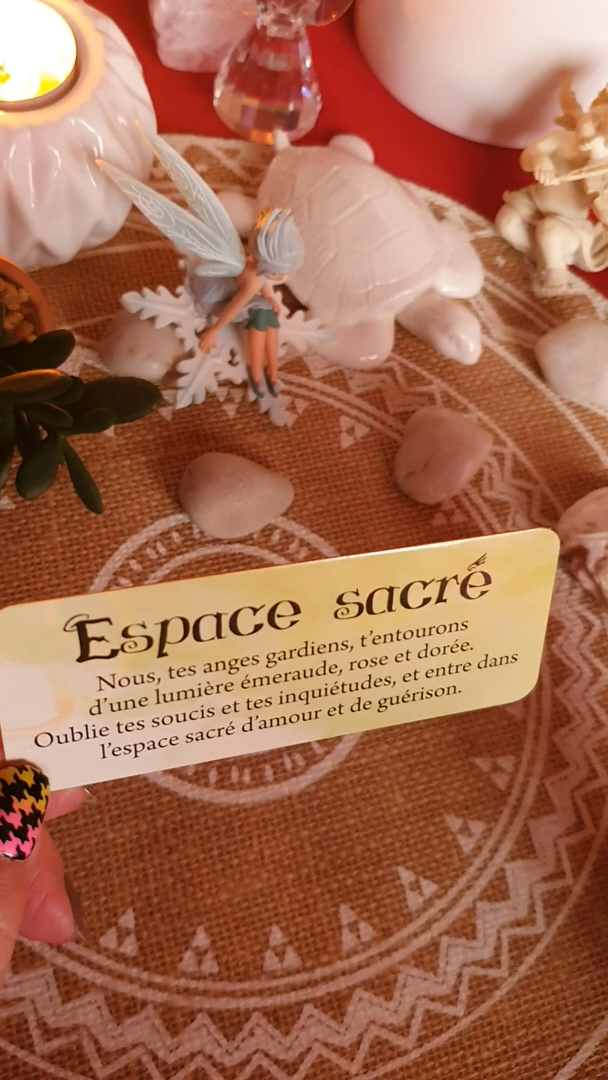 Espace sacré
Nous, tes anges gardiens, t'entourons
d'une lumière émeraude, rose et dorée.
Oublie tes soucis et tes inquiétudes, et entre dans
l'espace sacré d'amour et de guérison.